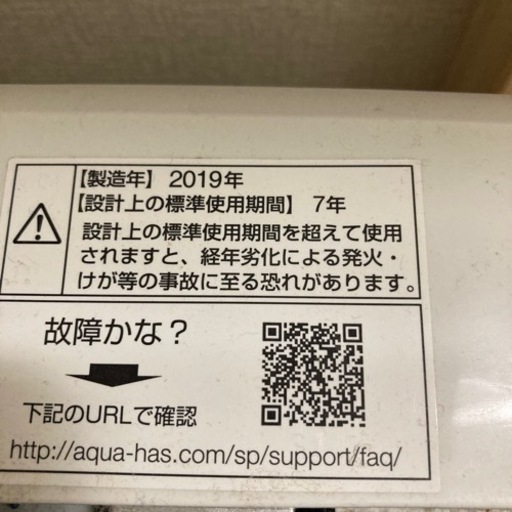 【製造年】 2019年
【設計上の標準使用期間】 7年
設計上の標準使用期間を超えて使用
されますと、経年劣化による発火・
けが等の事故に至る恐れがあります。
故障かな?
下記のURLで確認
http://aqua-has.com/sp/support/faq/